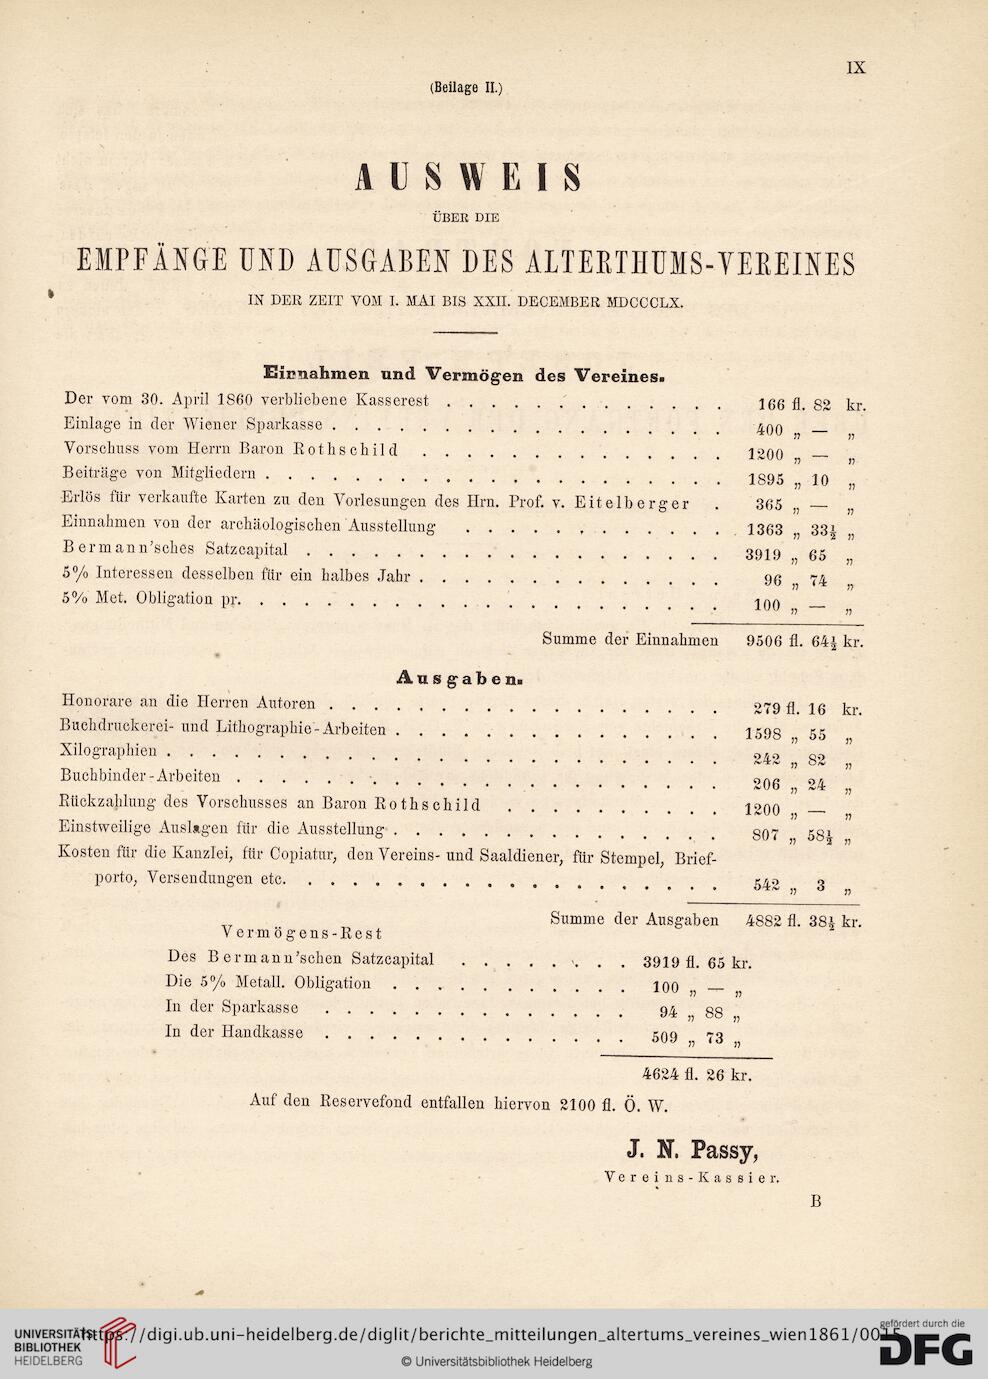 IX
(Beilage II.)
AUSWEIS
ÜBER DIE
EMPFÄNGE UND AUSGABEN DES ALTERTHUMS-VEREINES
IN DER ZEIT VOM I. MAI BIS XXII. DECEMBER MDCCCLX.
Einnahmen und Vermögen des Vereines.
Der vom 30. April 1860 verbliebene Kasserest . . . . . . . . . . . . 166 fl. 82 kr.
Einlage in der Wiener Sparkasse . . . . . . . . . . . . . . . . . 400 „ — „
Vorschuss vom Herrn Baron Rothschild . . . . . . . . . . . . . 1200 „ — „
Beiträge von Mitgliedern . . . . . . . . . . . . . . . . . . . . 1895 „ 10 „
Erlös für verkaufte Karten zu den Vorlesungen des Hrn. Prof. v. Eitelberger . 365 „ — „
Einnahmen von der archäologischen Ausstellung . . . . . . . . . . . . 1363 „ 33½ „
Bermann'sches Satzcapital . . . . . . . . . . . . . . . . . . . 3919 „ 65 „
5% Interessen desselben für ein halbes Jahr . . . . . . . . . . . . . . 96 „ 74 „
5% Met. Obligation pr. . . . . . . . . . . . . . . . . . . . . . 100 „ — „
Summe der Einnahmen 9506 fl. 64½ kr.
Ausgaben.
Honorare an die Herren Autoren . . . . . . . . . . . . . . . . . . 279 fl. 16 kr.
Buchdruckerei- und Lithographie-Arbeiten . . . . . . . . . . . . . . . 1598 „ 55 „
Xilographien . . . . . . . . . . . . . . . . . . . . . . . . . 242 „ 82 „
Buchbinder-Arbeiten . . . . . . . . . . . . . . . . . . . . . . 206 „ 24 „
Rückzahlung des Vorschusses an Baron Rothschild . . . . . . . . . . 1200 „ — „
Einstweilige Auslagen für die Ausstellung . . . . . . . . . . . . . . . 807 „ 58½ „
Kosten für die Kanzlei, für Copiatur, den Vereins- und Saaldiener, für Stempel, Brief-
porto, Versendungen etc. . . . . . . . . . . . . . . . . . . . . 542 „ 3 „
Summe der Ausgaben 4882 fl. 38½ kr.
Vermögens-Rest
Des Bermann'schen Satzcapital . . . . . . . . 3919 fl. 65 kr.
Die 5% Metall. Obligation . . . . . . . . . . . 100 „ — „
In der Sparkasse . . . . . . . . . . . . . . 94 „ 88 „
In der Handkasse . . . . . . . . . . . . . . 509 „ 73 „
4624 fl. 26 kr.
Auf den Reservefond entfallen hiervon 2100 fl. Ö. W.
J. N. Passy,
Vereins-Kassier.
B
UNIVERSITÄTS-
BIBLIOTHEK
HEIDELBERG
https://digi.ub.uni-heidelberg.de/diglit/berichte_mitteilungen_altertums_vereines_wien1861/0015
© Universitätsbibliothek Heidelberg
gefördert durch die
DFG